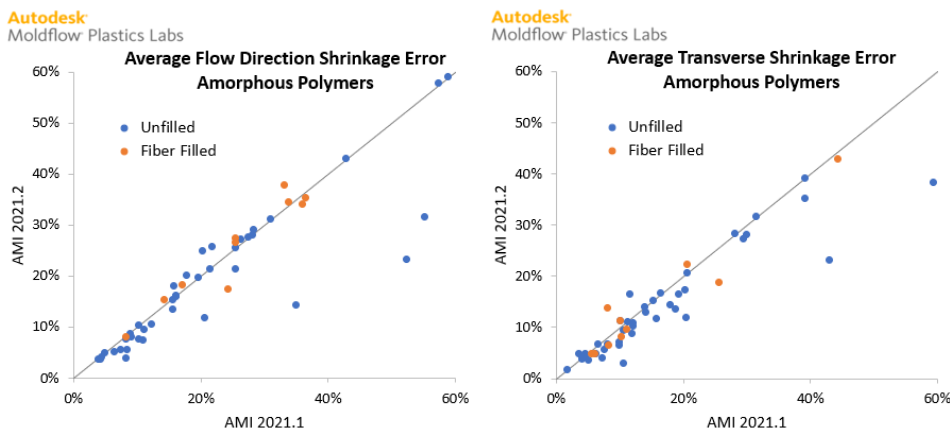 Autodesk
Moldflow Plastics Labs
Average Flow Direction Shrinkage Error
Amorphous Polymers
60%
50%
40%
30%
20%
10%
0%
Unfilled
Fiber Filled
AMI 2021.2
0%
20%
40%
60%
AMI 2021.1
Autodesk
Moldflow Plastics Labs
Average Transverse Shrinkage Error
Amorphous Polymers
60%
50%
40%
30%
20%
10%
0%
Unfilled
Fiber Filled
AMI 2021.2
0%
20%
40%
60%
AMI 2021.1